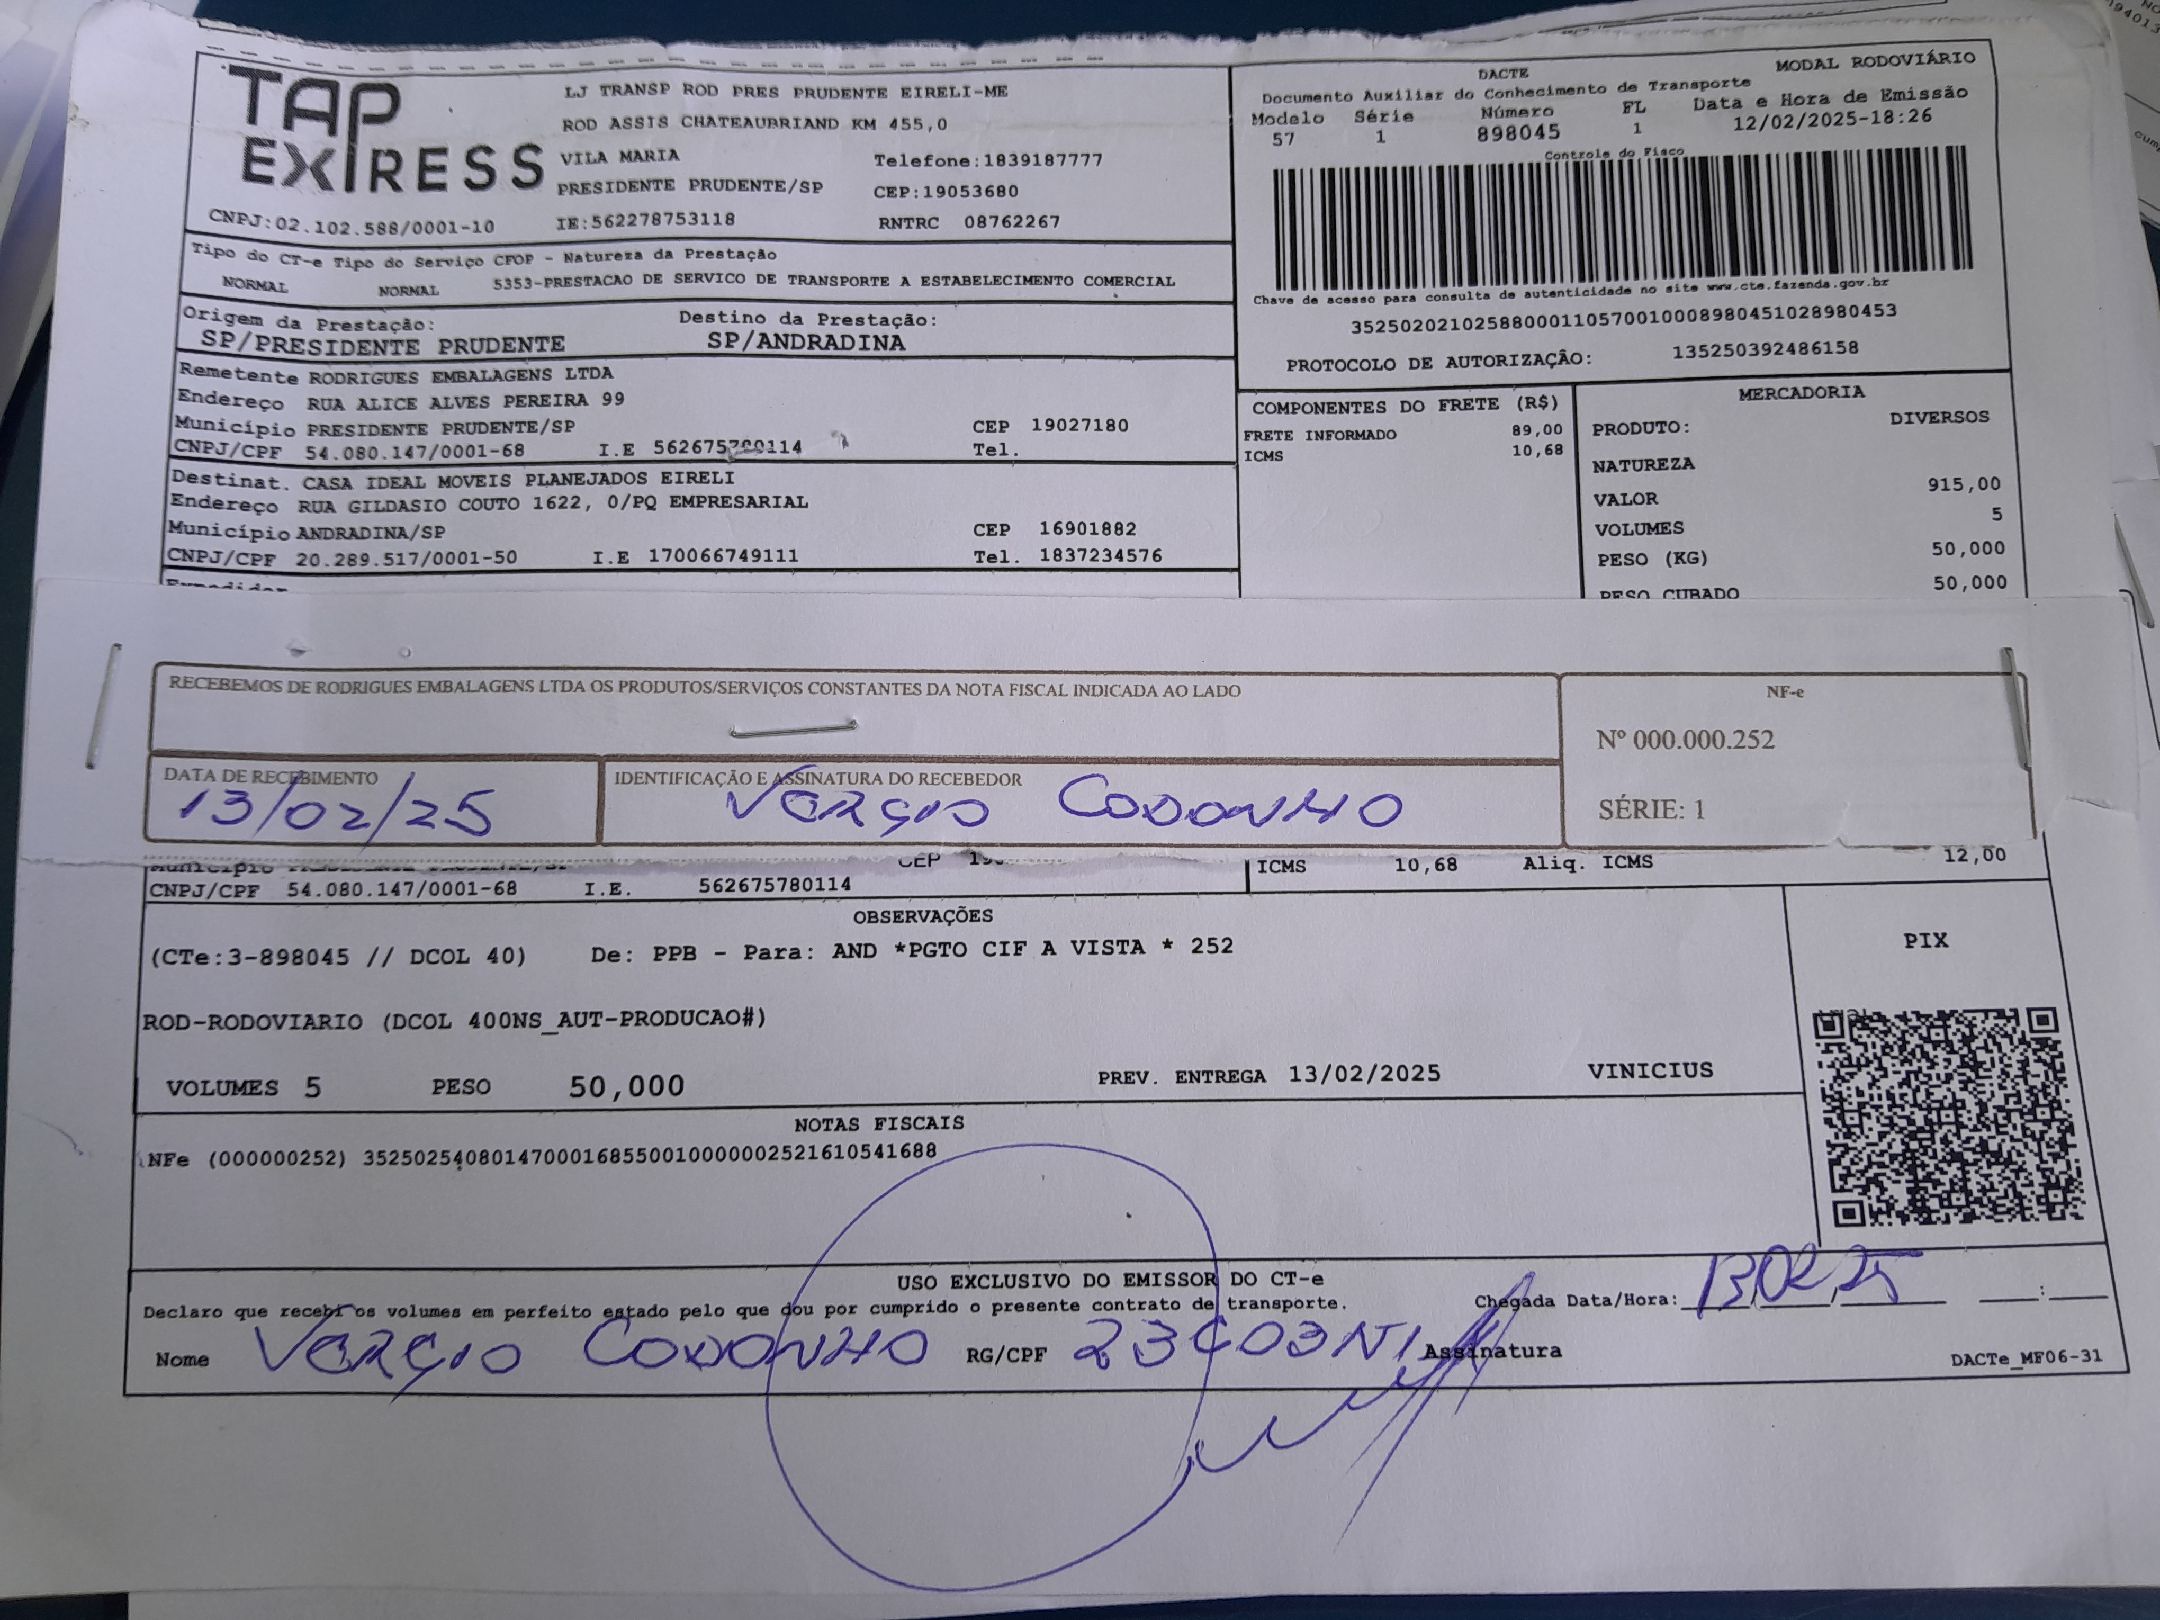 TAP
EXPRESS
LJ TRANSP ROD PRES PRUDENTE EIRELI-ME
ROD ASSIS CHATEAUBRIAND KM 455,0
VILA MARIA Telefone:1839187777
PRESIDENTE PRUDENTE/SP CEP:19053680
CNPJ:02.102.588/0001-10 IE:562278753118 RNTRC 08762267
DACTE MODAL RODOVIÁRIO
Documento Auxiliar do Conhecimento de Transporte
Modelo Série Número FL Data e Hora de Emissão
57 1 898045 1 12/02/2025-18:26
Controle do Fisco
Chave de acesso para consulta de autenticidade no site www.cte.fazenda.gov.br
35250202102588000110570010008980451028980453
PROTOCOLO DE AUTORIZAÇÃO: 135250392486158
Tipo do CT-e Tipo do Serviço CFOP - Natureza da Prestação
NORMAL NORMAL 5353-PRESTACAO DE SERVICO DE TRANSPORTE A ESTABELECIMENTO COMERCIAL
Origem da Prestação: Destino da Prestação:
SP/PRESIDENTE PRUDENTE SP/ANDRADINA
Remetente RODRIGUES EMBALAGENS LTDA
Endereço RUA ALICE ALVES PEREIRA 99
Município PRESIDENTE PRUDENTE/SP CEP 19027180
CNPJ/CPF 54.080.147/0001-68 I.E 562675780114 Tel.
Destinat. CASA IDEAL MOVEIS PLANEJADOS EIRELI
Endereço RUA GILDASIO COUTO 1622, 0/PQ EMPRESARIAL
Município ANDRADINA/SP CEP 16901882
CNPJ/CPF 20.289.517/0001-50 I.E 170066749111 Tel. 1837234576
Expedidor
COMPONENTES DO FRETE (R$)
FRETE INFORMADO 89,00
ICMS 10,68
MERCADORIA
PRODUTO: DIVERSOS
NATUREZA
VALOR 915,00
VOLUMES 5
PESO (KG) 50,000
PESO CUBADO 50,000
RECEBEMOS DE RODRIGUES EMBALAGENS LTDA OS PRODUTOS/SERVIÇOS CONSTANTES DA NOTA FISCAL INDICADA AO LADO
NF-e
Nº 000.000.252
SÉRIE: 1
DATA DE RECEBIMENTO
13/02/25
IDENTIFICAÇÃO E ASSINATURA DO RECEBEDOR
VERGIO CODONHO
Município CEP
CNPJ/CPF 54.080.147/0001-68 I.E. 562675780114
ICMS 10,68 Aliq. ICMS 12,00
OBSERVAÇÕES
(CTe:3-898045 // DCOL 40) De: PPB - Para: AND *PGTO CIF A VISTA * 252
ROD-RODOVIARIO (DCOL 400NS_AUT-PRODUCAO#)
VOLUMES 5 PESO 50,000 PREV. ENTREGA 13/02/2025 VINICIUS
PIX
NOTAS FISCAIS
NFe (000000252) 35250254080147000168550010000002521610541688
USO EXCLUSIVO DO EMISSOR DO CT-e
Declaro que recebi os volumes em perfeito estado pelo que dou por cumprido o presente contrato de transporte.
Chegada Data/Hora: 13/02/25 :
Nome VERGIO CODONHO RG/CPF Assinatura
DACTe_MF06-31